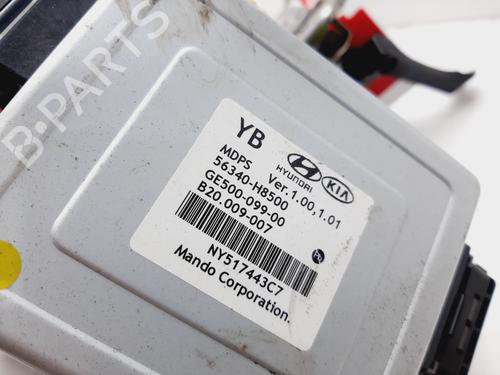 B-PARTS
YB
MDPS
HYUNDAI
KIA
Ver.1.00,1.01
56340-H8500
GE500-099-00
B20.009-007
NY517443C7
Mando Corporation.